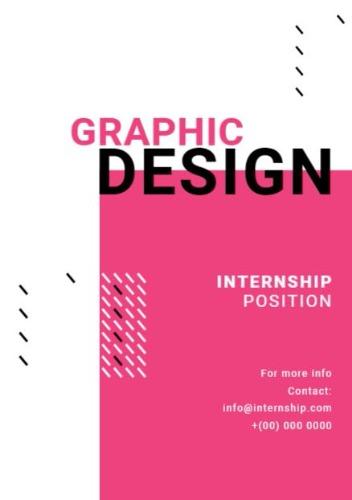 GRAPHIC
DESIGN
INTERNSHIP
POSITION
For more info
Contact:
info@internship.com
+(00) 000 0000